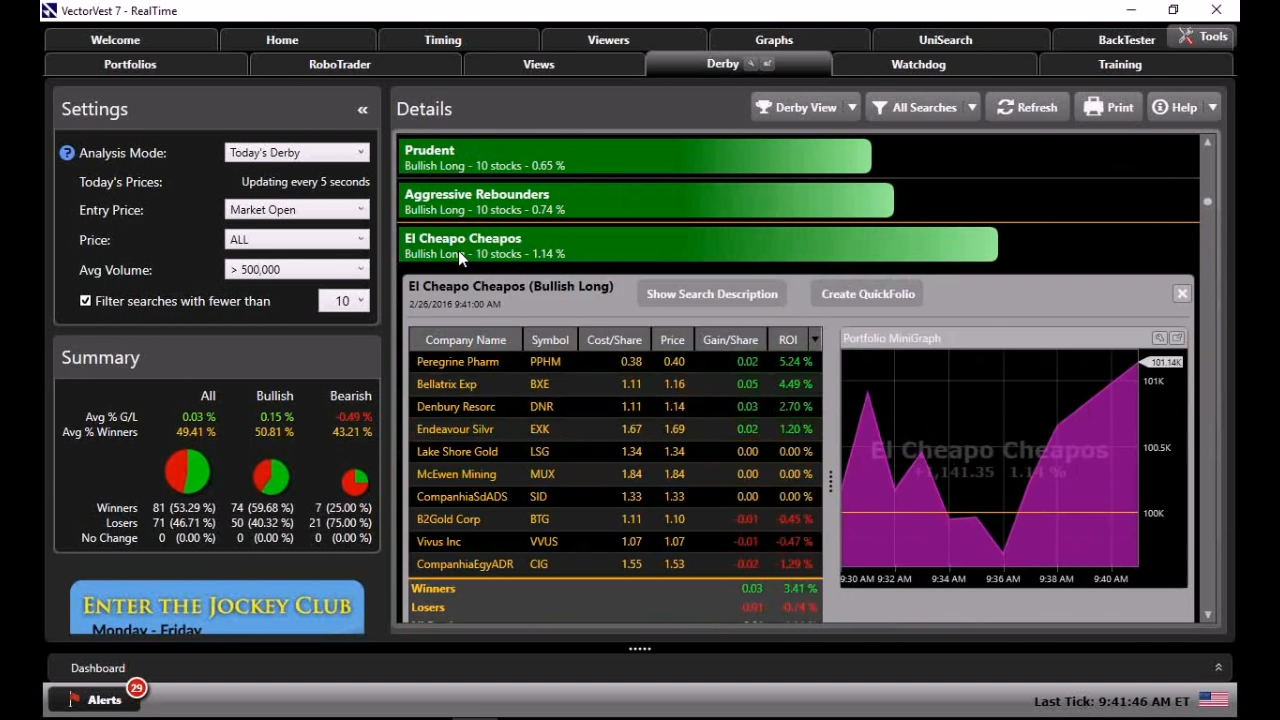 VectorVest 7 - RealTime
Welcome Home Timing Viewers Graphs UniSearch BackTester Tools
Portfolios RoboTrader Views Derby Watchdog Training
Settings «
? Analysis Mode: Today's Derby
Today's Prices: Updating every 5 seconds
Entry Price: Market Open
Price: ALL
Avg Volume: > 500,000
Filter searches with fewer than 10
Summary
All Bullish Bearish
Avg % G/L 0.03 % 0.15 % -0.49 %
Avg % Winners 49.41 % 50.81 % 43.21 %
Winners 81 (53.29 %) 74 (59.68 %) 7 (25.00 %)
Losers 71 (46.71 %) 50 (40.32 %) 21 (75.00 %)
No Change 0 (0.00 %) 0 (0.00 %) 0 (0.00 %)
ENTER THE JOCKEY CLUB
Monday - Friday
Details Derby View All Searches Refresh Print Help
Prudent
Bullish Long - 10 stocks - 0.65 %
Aggressive Rebounders
Bullish Long - 10 stocks - 0.74 %
El Cheapo Cheapos
Bullish Long - 10 stocks - 1.14 %
El Cheapo Cheapos (Bullish Long) Show Search Description Create QuickFolio
2/26/2016 9:41:00 AM
Company Name Symbol Cost/Share Price Gain/Share ROI
Peregrine Pharm PPHM 0.38 0.40 0.02 5.24 %
Bellatrix Exp BXE 1.11 1.16 0.05 4.49 %
Denbury Resorc DNR 1.11 1.14 0.03 2.70 %
Endeavour Silvr EXK 1.67 1.69 0.02 1.20 %
Lake Shore Gold LSG 1.34 1.34 0.00 0.00 %
McEwen Mining MUX 1.84 1.84 0.00 0.00 %
CompanhiaSdADS SID 1.33 1.33 0.00 0.00 %
B2Gold Corp BTG 1.11 1.10 -0.01 -0.45 %
Vivus Inc VVUS 1.07 1.07 -0.01 -0.47 %
CompanhiaEgyADR CIG 1.55 1.53 -0.02 -1.29 %
Winners 0.03 3.41 %
Losers -0.01 -0.74 %
Portfolio MiniGraph
101.14K
101K
100.5K
100K
El Cheapo Cheapos
+1,141.35 1.14 %
9:30 AM 9:32 AM 9:34 AM 9:36 AM 9:38 AM 9:40 AM
Dashboard
Alerts 29
Last Tick: 9:41:46 AM ET